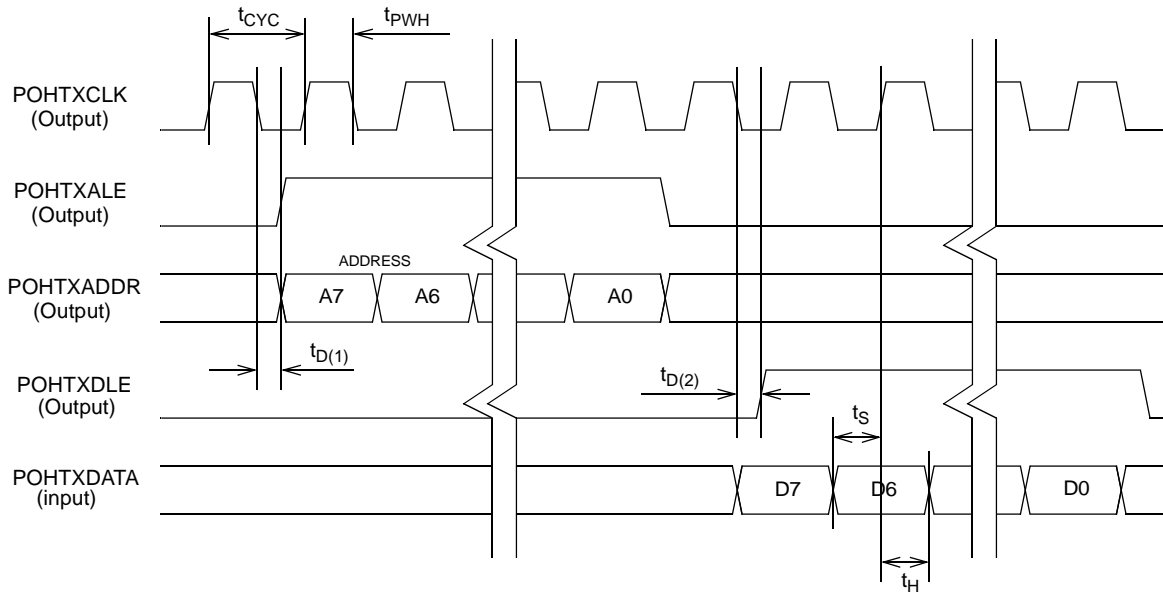 tCYC
tPWH
POHTXCLK
(Output)
POHTXALE
(Output)
ADDRESS
POHTXADDR
(Output)
A7
A6
A0
tD(1)
POHTXDLE
(Output)
tD(2)
tS
POHTXDATA
(input)
D7
D6
D0
tH